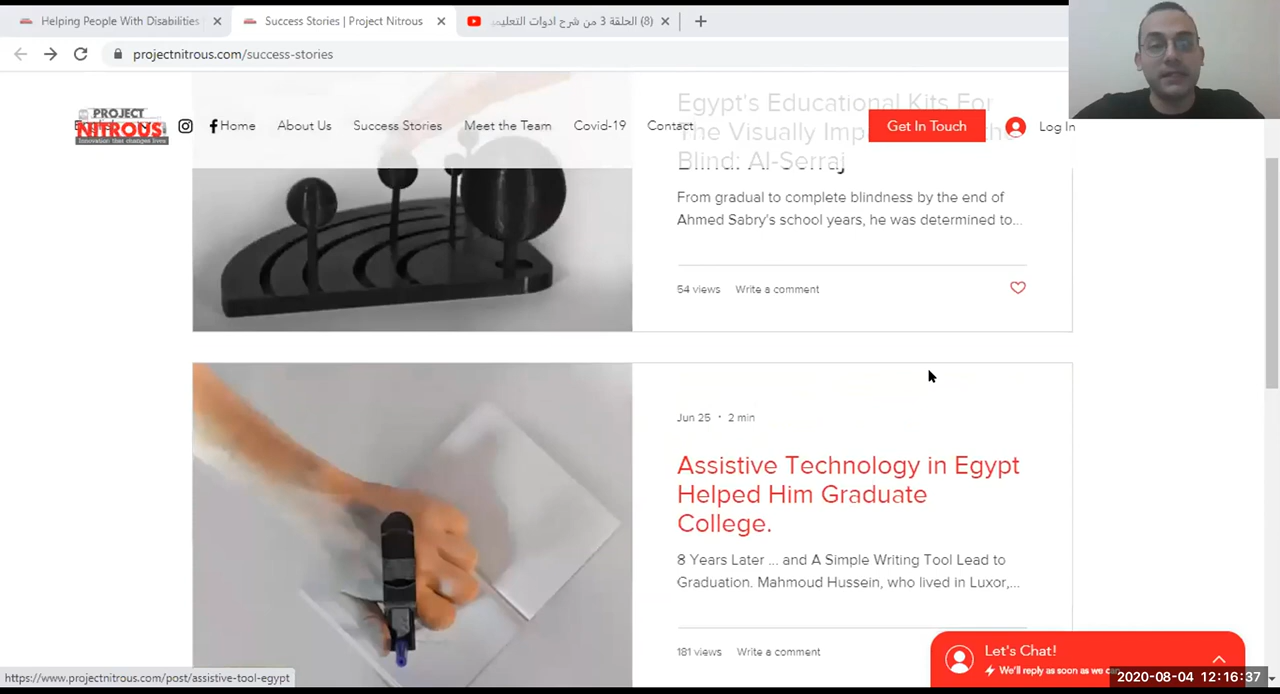 Helping People With Disabilities
Success Stories | Project Nitrous
(8) الحلقة 3 من شرح ادوات التعليمية
projectnitrous.com/success-stories
PROJECT
NITROUS
Innovation that changes lives
Home
About Us
Success Stories
Meet the Team
Covid-19
Contact
Get In Touch
Log In
Egypt's Educational Kits For
The Visually
Blind: Al-Serraj
From gradual to complete blindness by the end of
Ahmed Sabry's school years, he was determined to...
54 views
Write a comment
Jun 25 · 2 min
Assistive Technology in Egypt
Helped Him Graduate
College.
8 Years Later ... and A Simple Writing Tool Lead to
Graduation. Mahmoud Hussein, who lived in Luxor,...
181 views
Write a comment
Let's Chat!
We'll reply as soon as we
2020-08-04 12:16:37
https://www.projectnitrous.com/post/assistive-tool-egypt